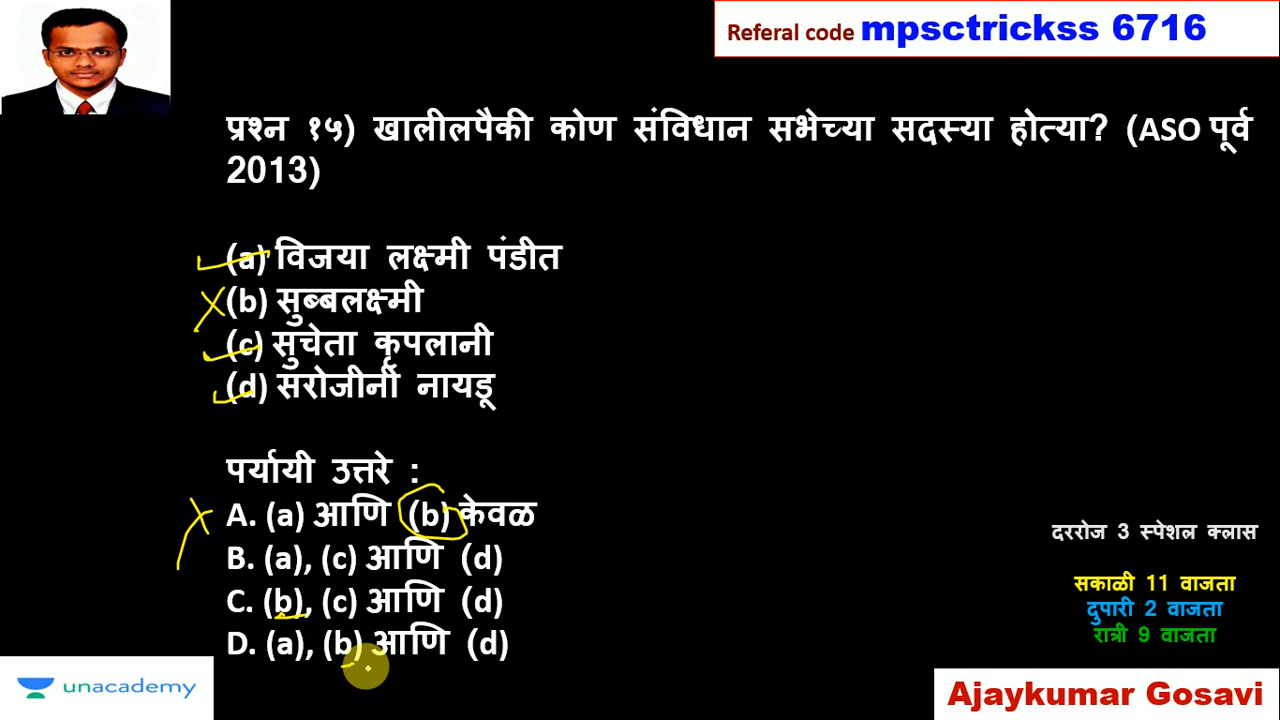 Referal code mpsctrickss 6716
प्रश्न १५) खालीलपैकी कोण संविधान सभेच्या सदस्या होत्या? (ASO पूर्व
2013)
(a) विजया लक्ष्मी पंडीत
(b) सुब्बलक्ष्मी
(c) सुचेता कृपलानी
(d) सरोजीनी नायडू
पर्यायी उत्तरे :
A. (a) आणि (b) केवळ
B. (a), (c) आणि (d)
C. (b), (c) आणि (d)
D. (a), (b) आणि (d)
दररोज 3 स्पेशल क्लास
सकाळी 11 वाजता
दुपारी 2 वाजता
रात्री 9 वाजता
unacademy
Ajaykumar Gosavi